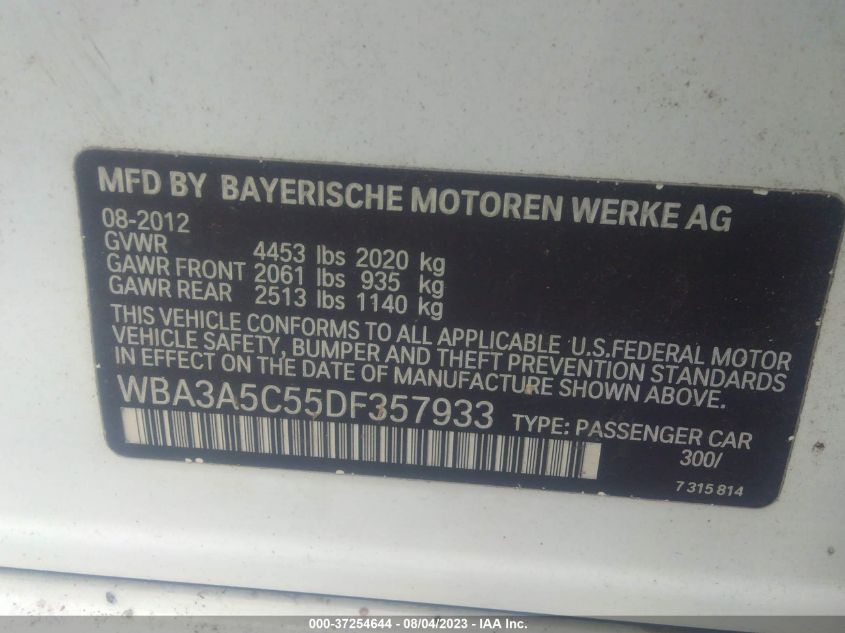 MFD BY BAYERISCHE MOTOREN WERKE AG
08-2012
GVWR 4453 lbs 2020 kg
GAWR FRONT 2061 lbs 935 kg
GAWR REAR 2513 lbs 1140 kg
THIS VEHICLE CONFORMS TO ALL APPLICABLE U.S.FEDERAL MOTOR
VEHICLE SAFETY, BUMPER AND THEFT PREVENTION STANDARDS
IN EFFECT ON THE DATE OF MANUFACTURE SHOWN ABOVE.
WBA3A5C55DF357933 TYPE: PASSENGER CAR
300/
7 315 814
000-37254644 - 08/04/2023 - IAA Inc.